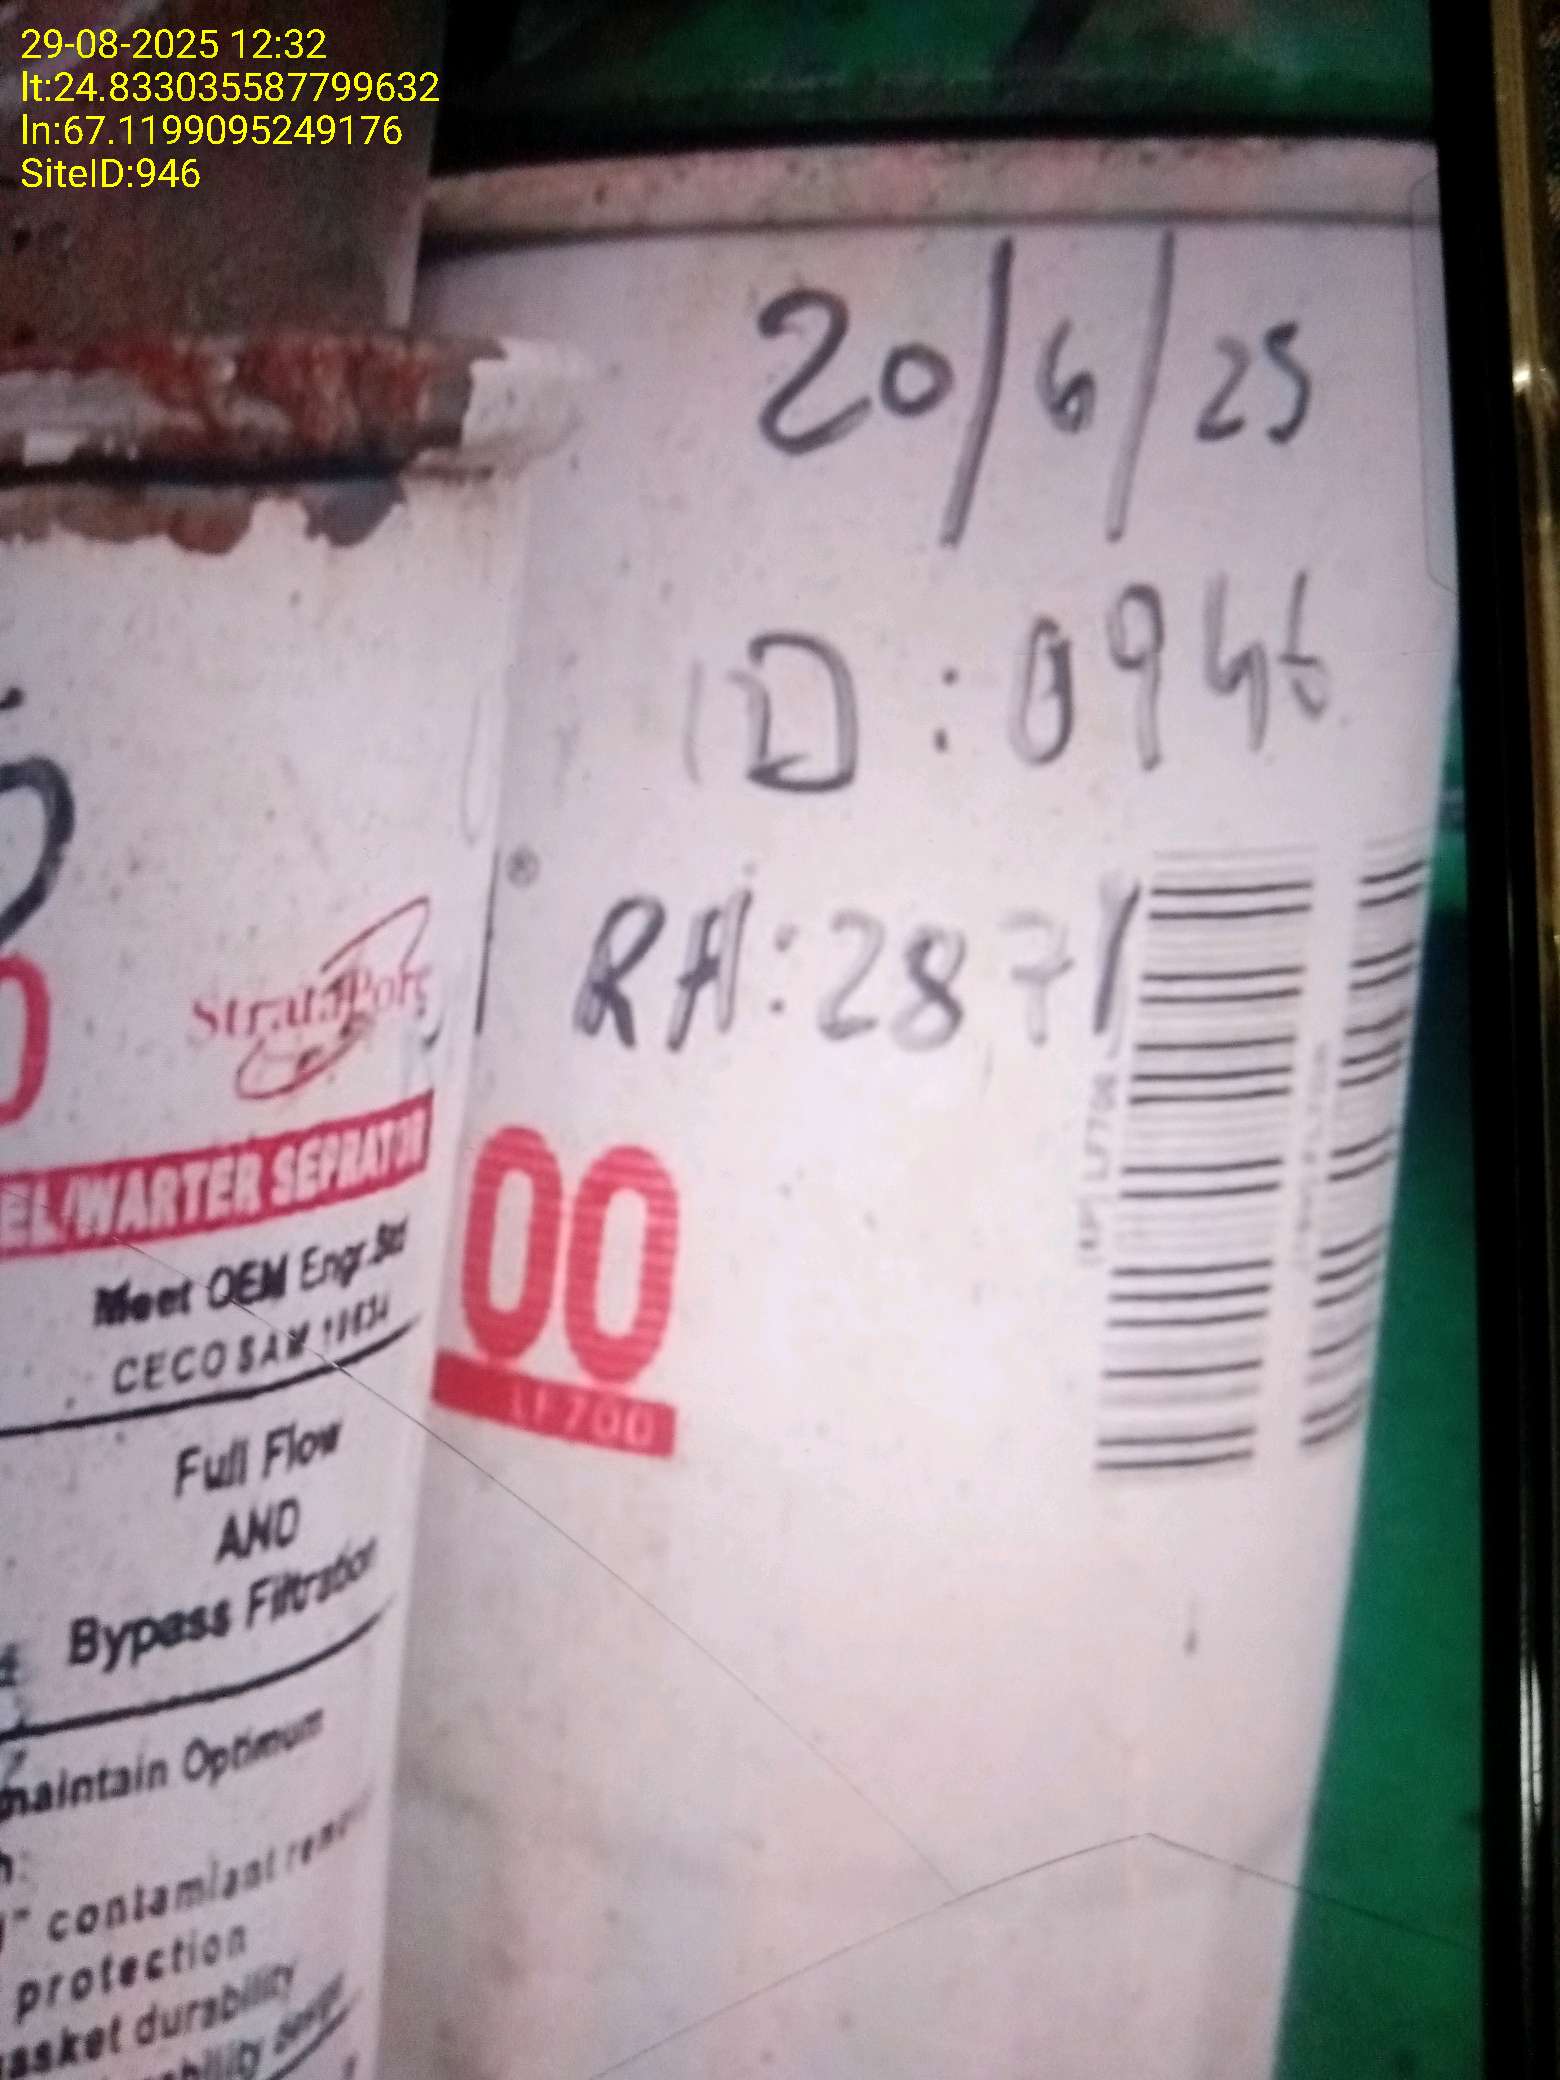 29-08-2025 12:32
lt:24.833035587799632
ln:67.1199095249176
SiteID:946
20/6/25
ID:0946
RH:2871
®
StrataPore
EL/WARTER SEPRATOR
Meet OEM Engr.Std
CECO SAM
Full Flow
AND
Bypass Filtration
00
LF700
maintain Optimum
contamiant
protection
asket durability